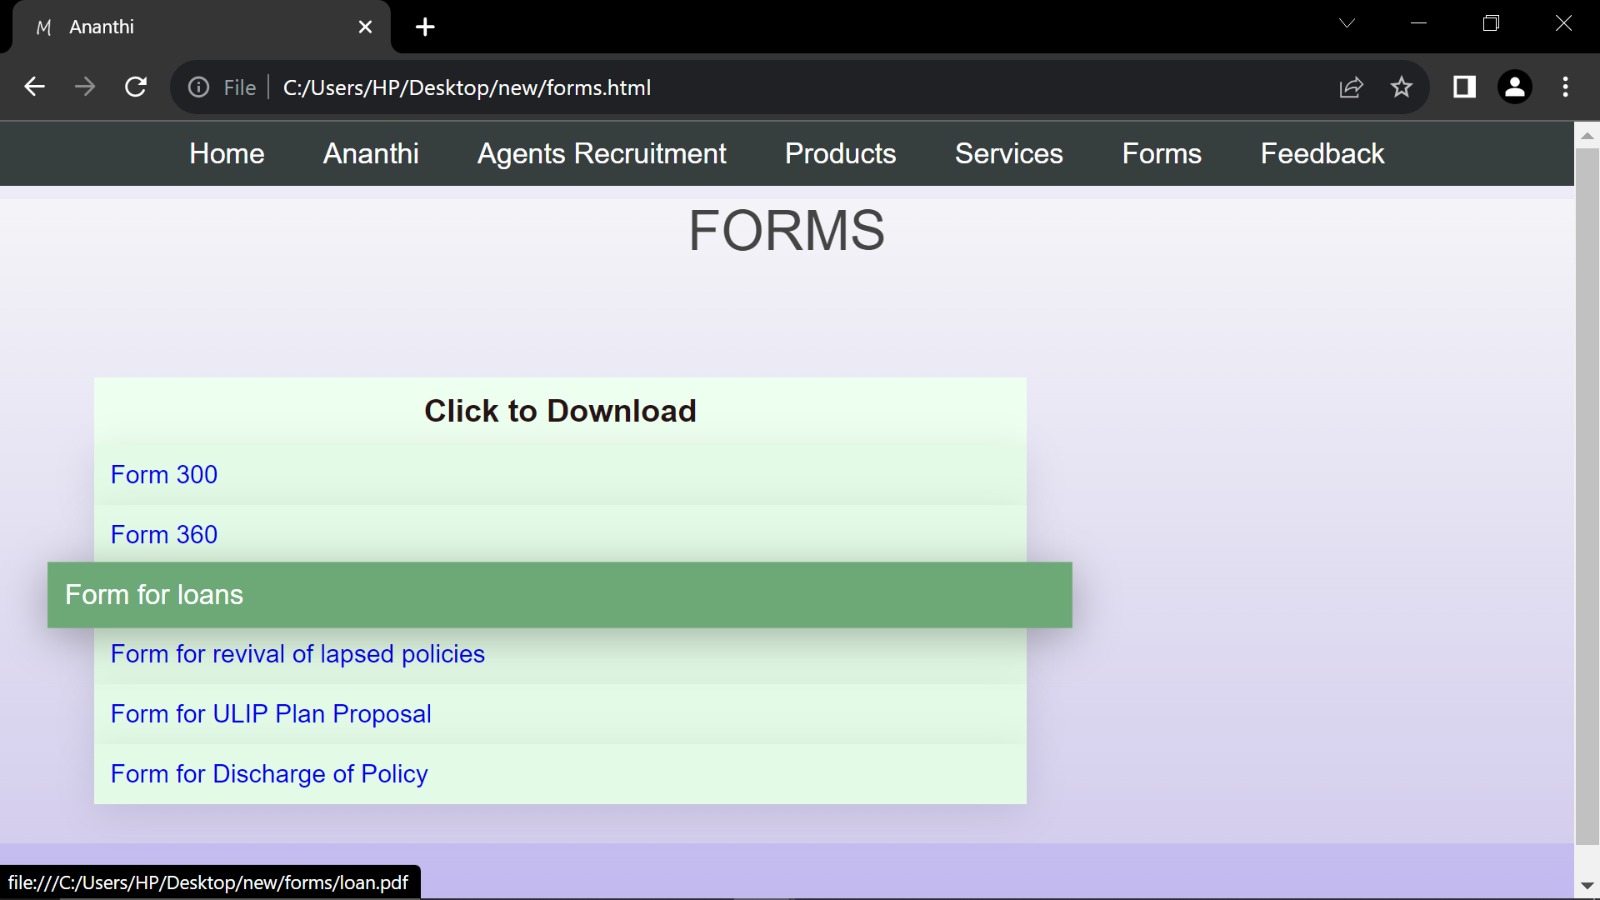 Ananthi
File C:/Users/HP/Desktop/new/forms.html
Home Ananthi Agents Recruitment Products Services Forms Feedback
FORMS
Click to Download
Form 300
Form 360
Form for loans
Form for revival of lapsed policies
Form for ULIP Plan Proposal
Form for Discharge of Policy
file:///C:/Users/HP/Desktop/new/forms/loan.pdf